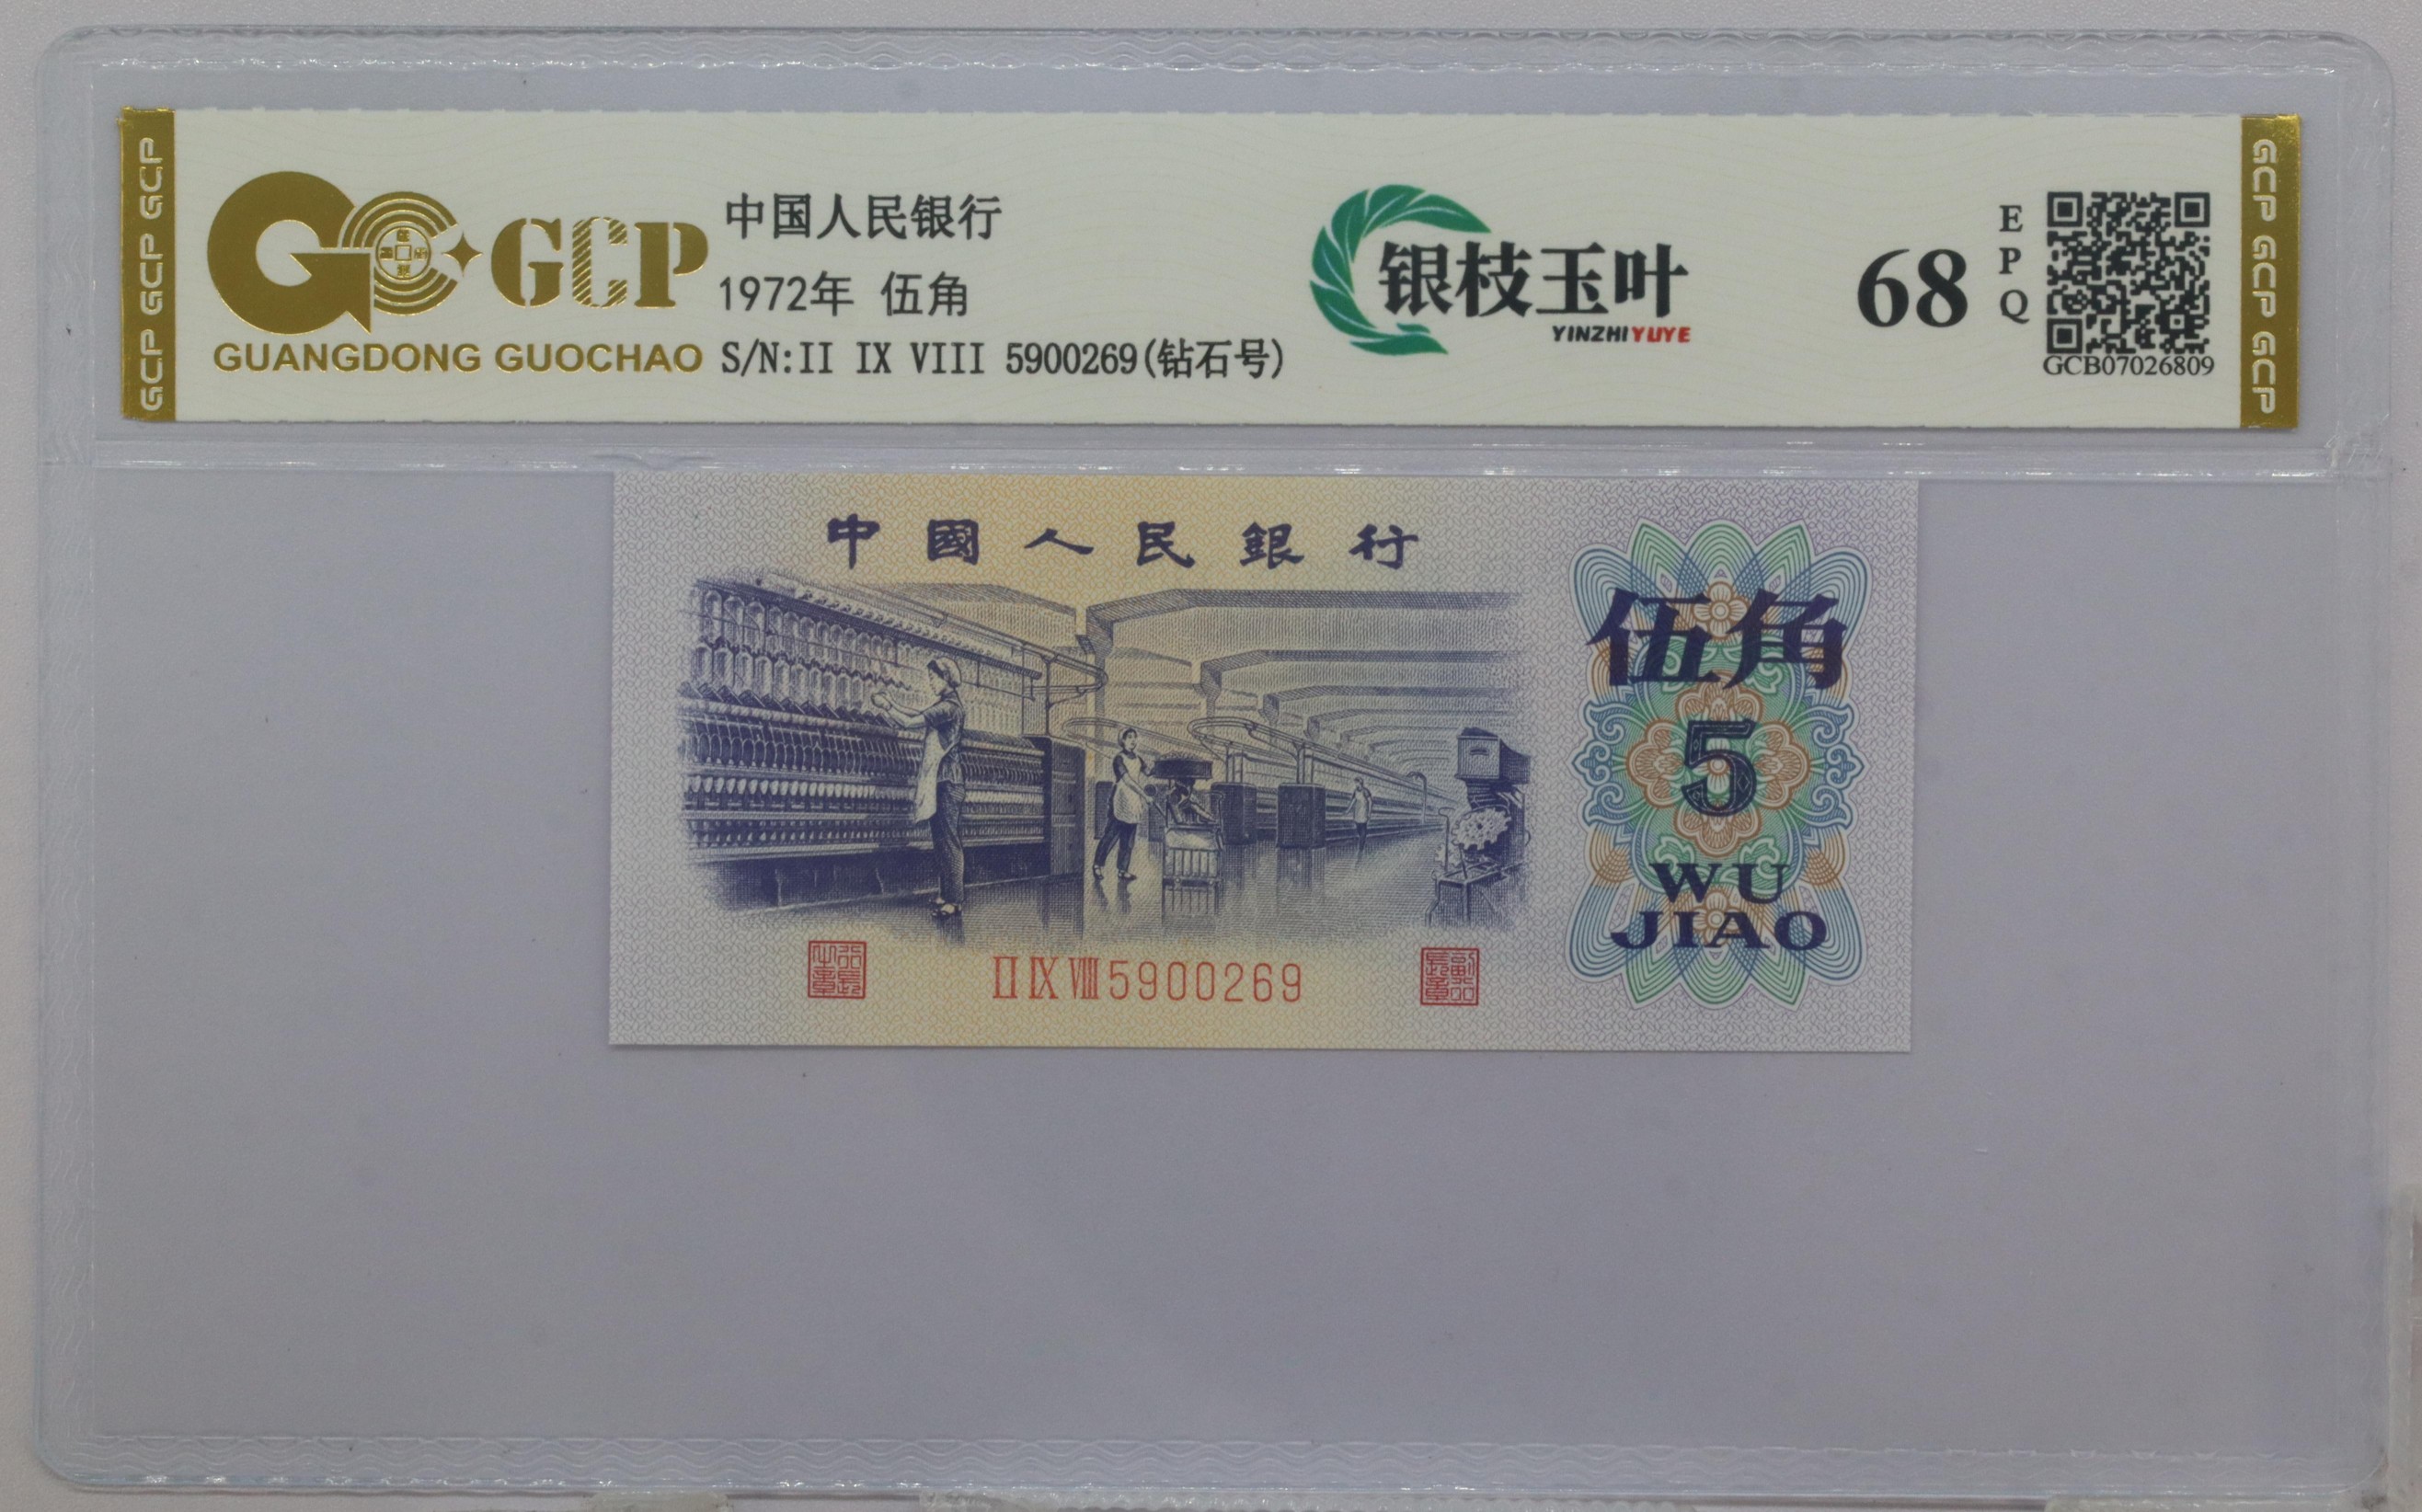 GCP GCP GCP
GCP
GUANGDONG GUOCHAO
中国人民银行
1972年 伍角
S/N:II IX VIII 5900269(钻石号)
银枝玉叶
YINZHIYUYE
68
EPQ
GCB07026809
GCP GCP GCP
中國人民銀行
伍角
5
WU
JIAO
II IX VIII 5900269